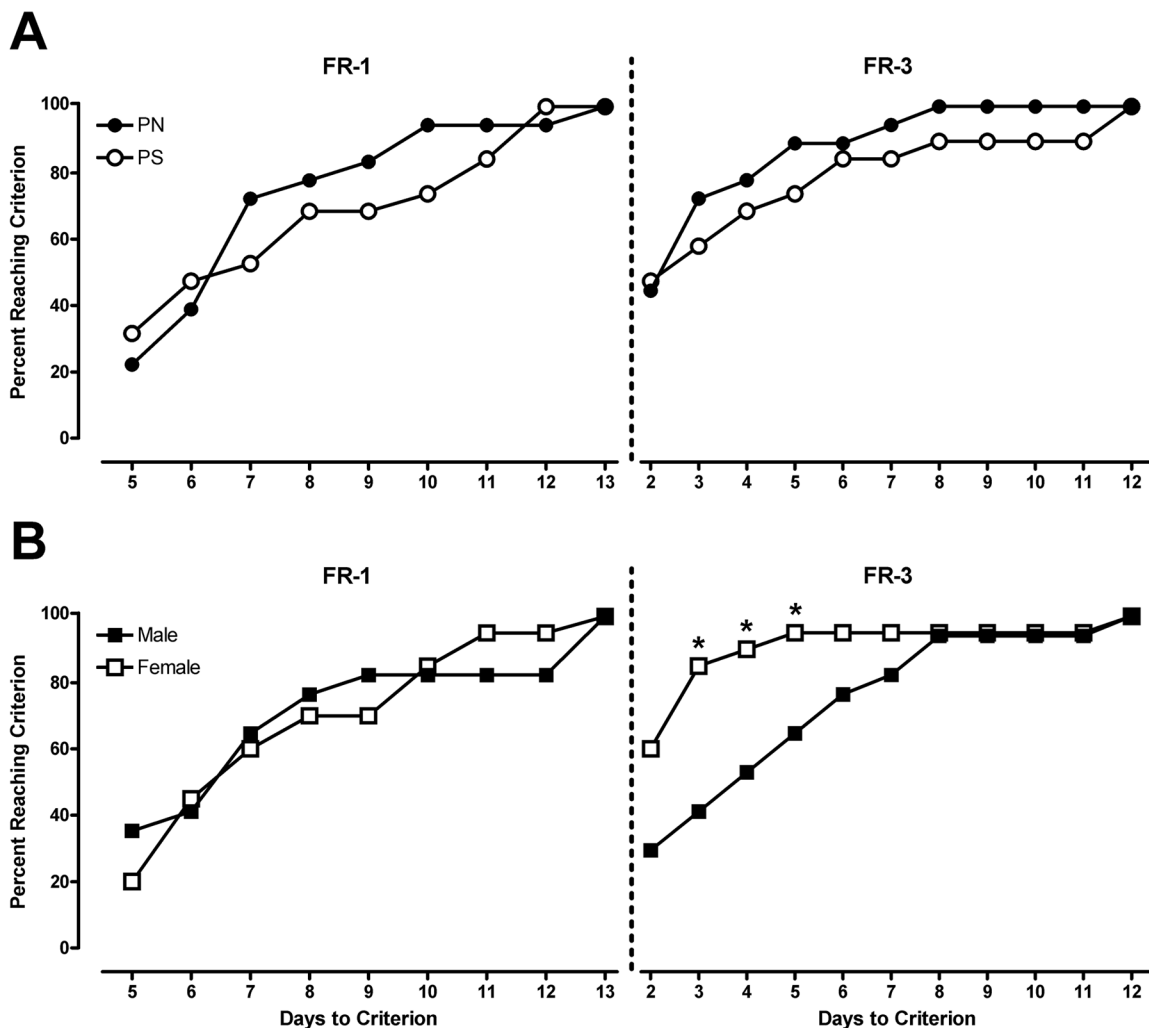 A
FR-1
FR-3
Percent Reaching Criterion
100
80
60
40
20
0
PN
PS
5 6 7 8 9 10 11 12 13
2 3 4 5 6 7 8 9 10 11 12
B
FR-1
FR-3
Percent Reaching Criterion
100
80
60
40
20
0
Male
Female
* * *
5 6 7 8 9 10 11 12 13
2 3 4 5 6 7 8 9 10 11 12
Days to Criterion
Days to Criterion